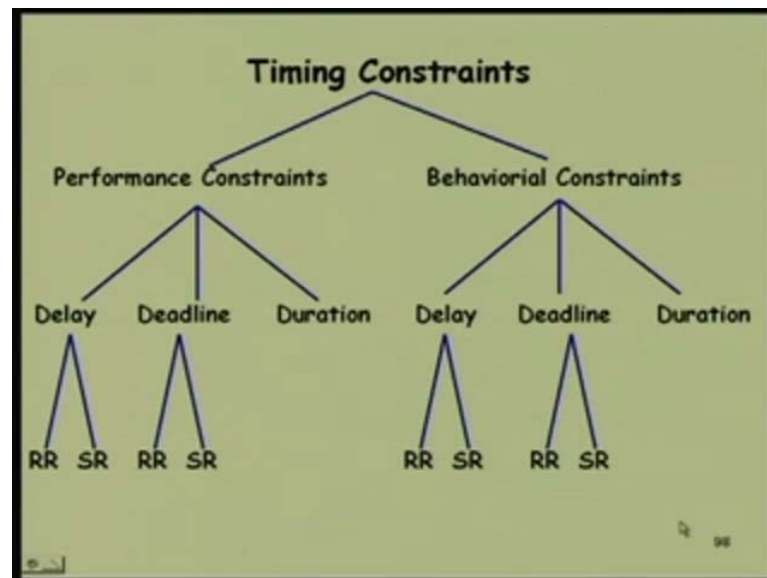 Timing Constraints
Performance Constraints Behaviorial Constraints
Delay Deadline Duration Delay Deadline Duration
RR SR RR SR RR SR RR SR
98